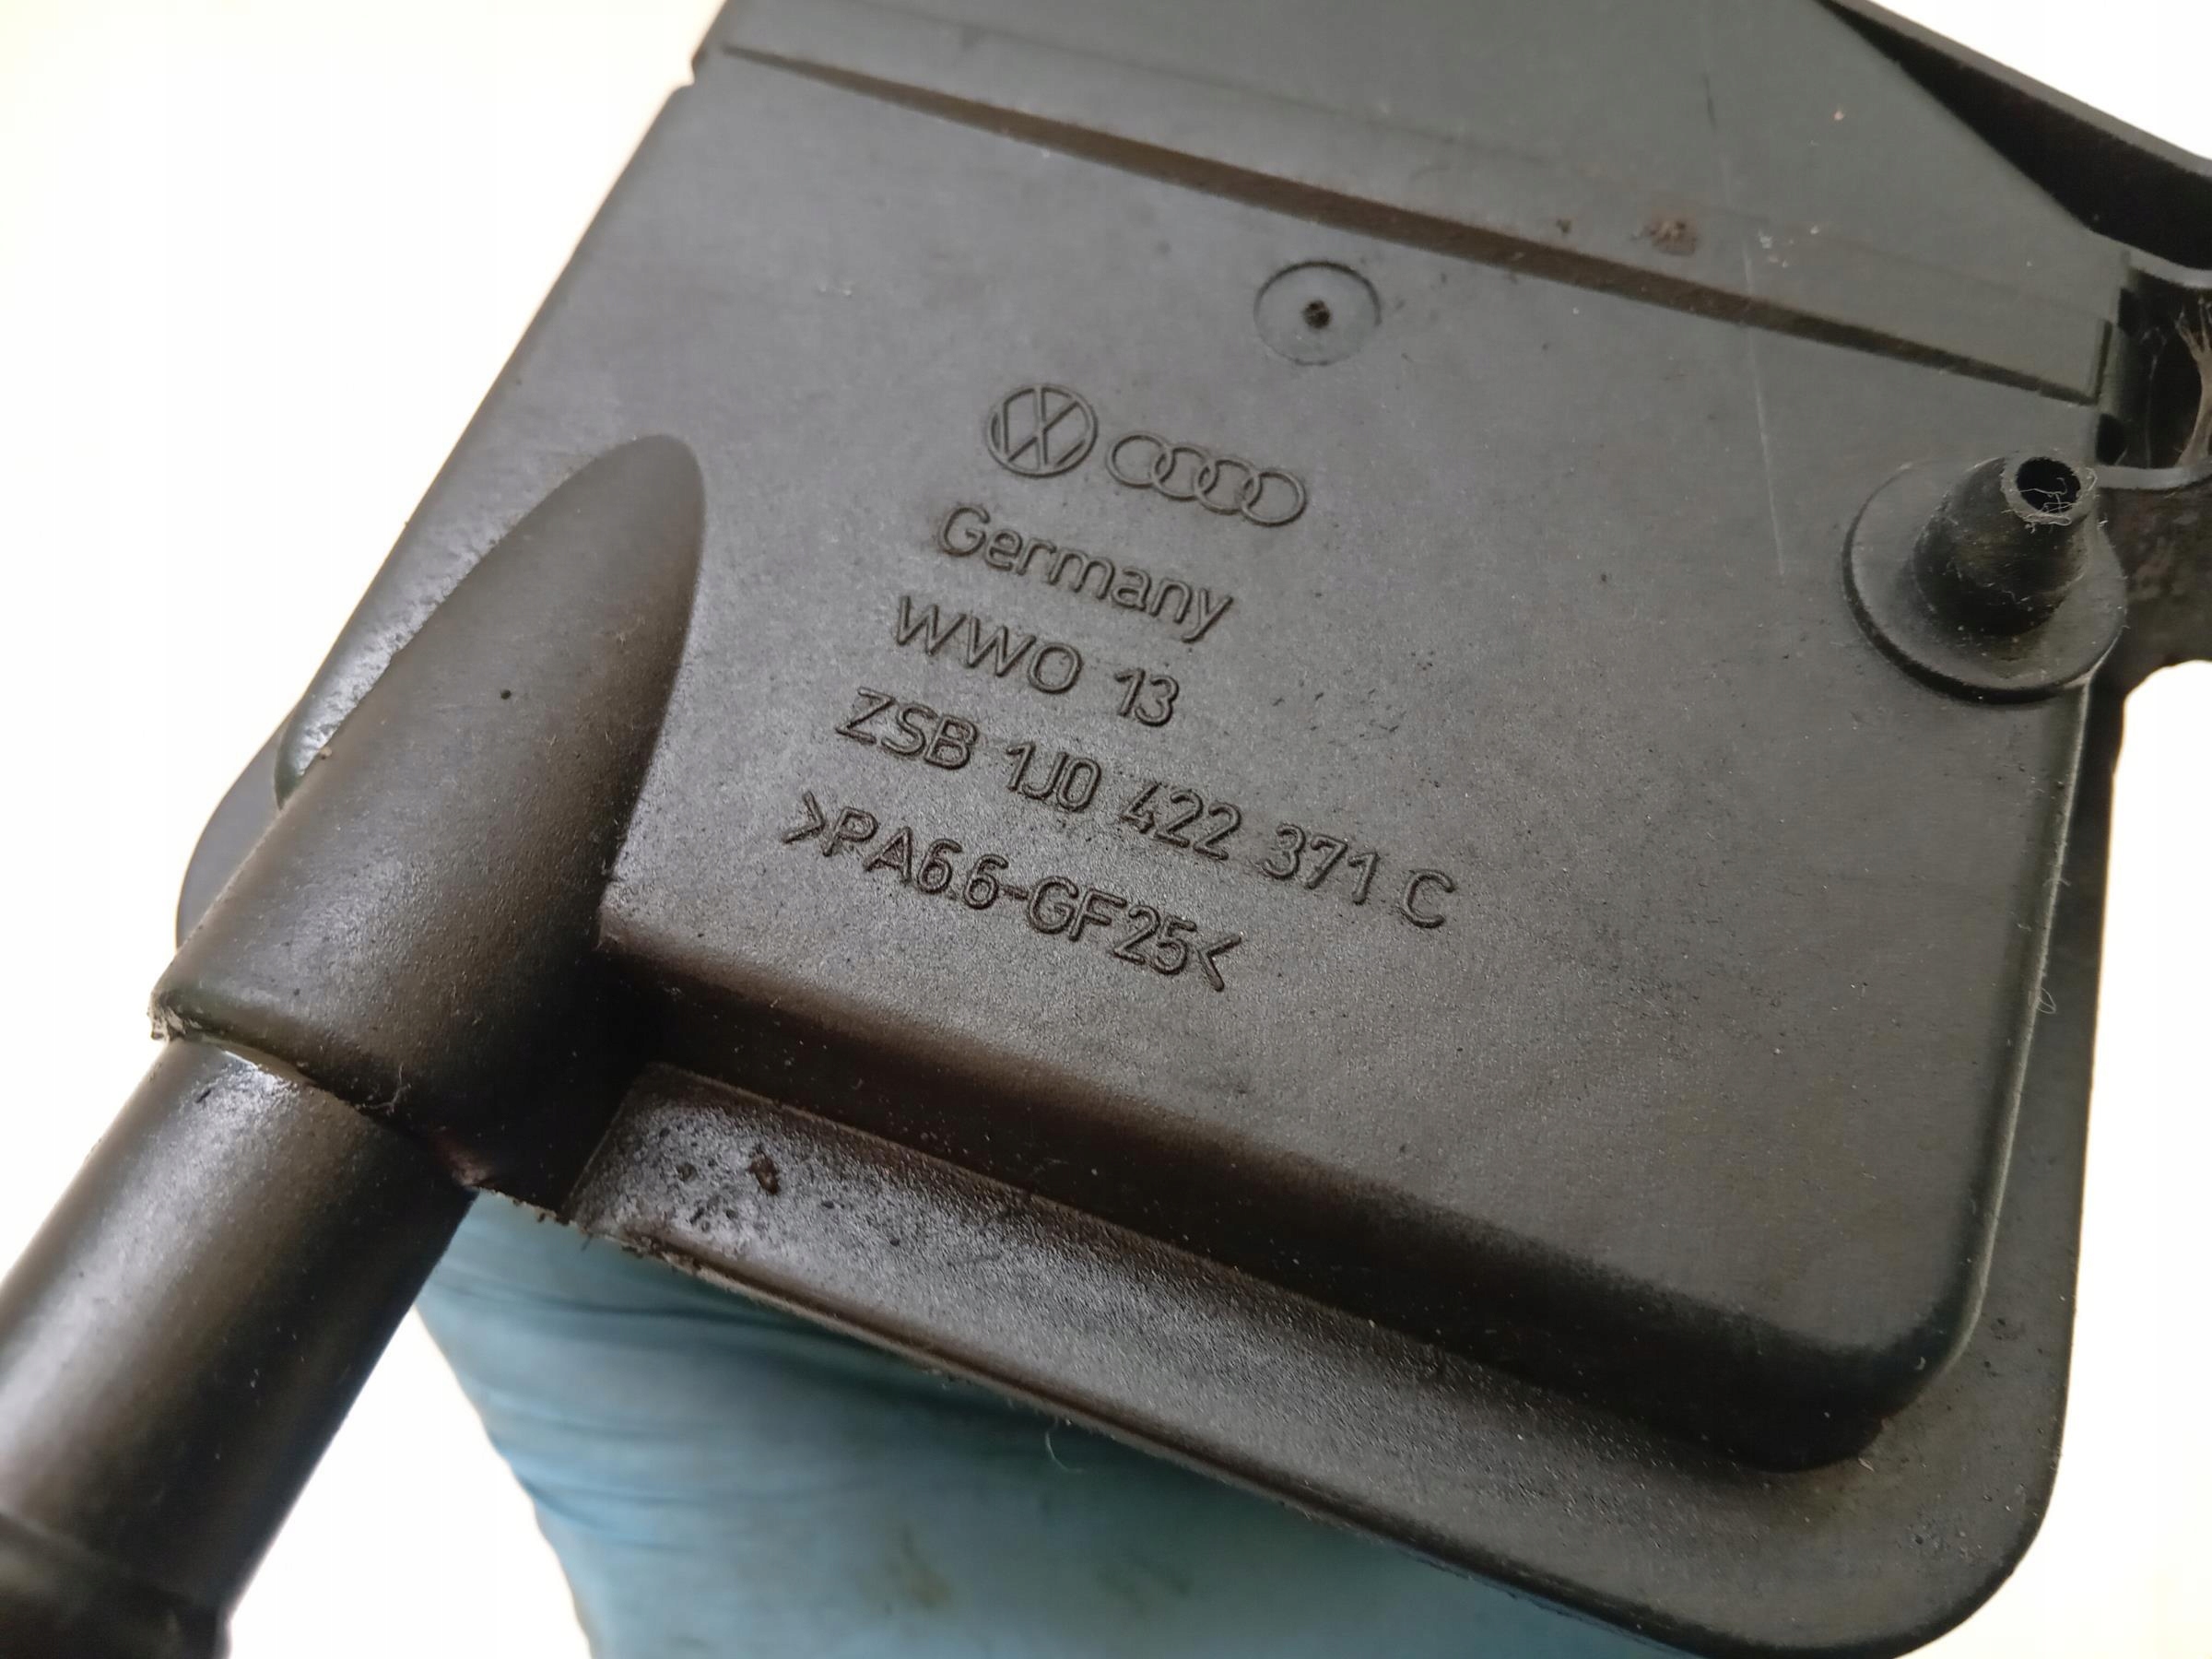 Germany
WWO 13
ZSB 1J0 422 371 C
>PA6.6-GF25<